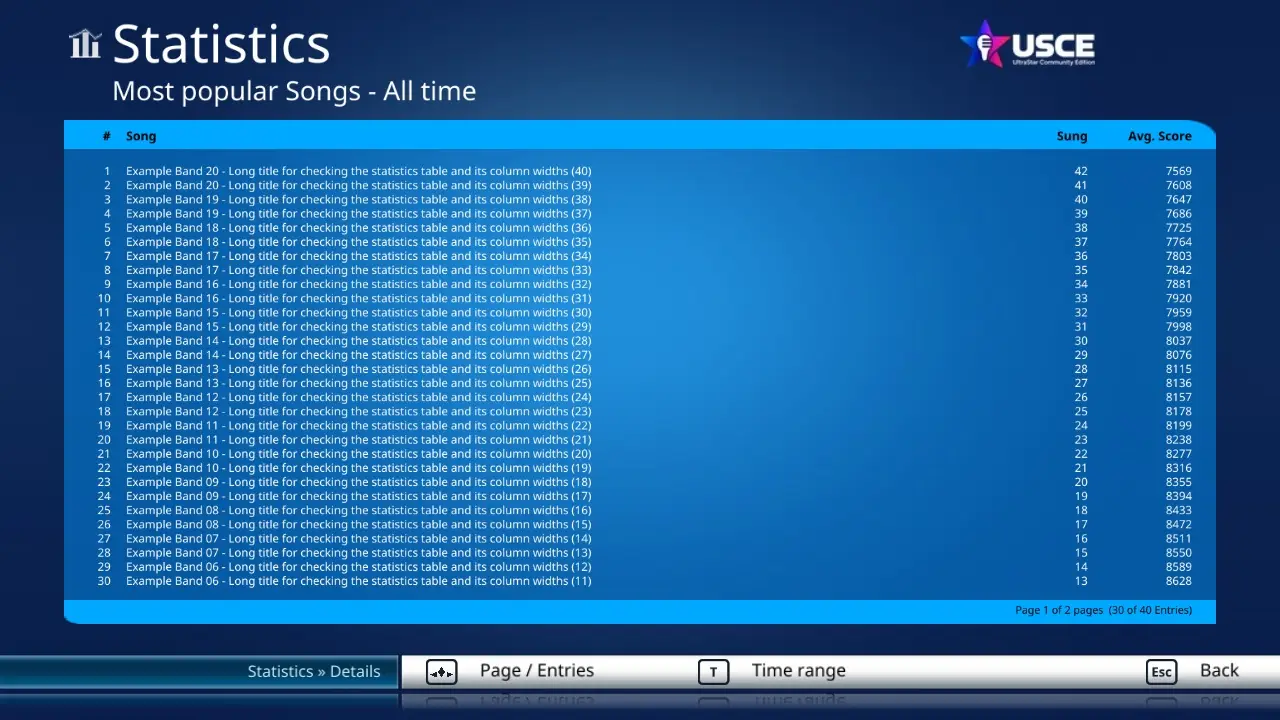 Statistics
USCE
UltraStar Community Edition
Most popular Songs - All time
# Song Sung Avg. Score
1 Example Band 20 - Long title for checking the statistics table and its column widths (40) 42 7569
2 Example Band 20 - Long title for checking the statistics table and its column widths (39) 41 7608
3 Example Band 19 - Long title for checking the statistics table and its column widths (38) 40 7647
4 Example Band 19 - Long title for checking the statistics table and its column widths (37) 39 7686
5 Example Band 18 - Long title for checking the statistics table and its column widths (36) 38 7725
6 Example Band 18 - Long title for checking the statistics table and its column widths (35) 37 7764
7 Example Band 17 - Long title for checking the statistics table and its column widths (34) 36 7803
8 Example Band 17 - Long title for checking the statistics table and its column widths (33) 35 7842
9 Example Band 16 - Long title for checking the statistics table and its column widths (32) 34 7881
10 Example Band 16 - Long title for checking the statistics table and its column widths (31) 33 7920
11 Example Band 15 - Long title for checking the statistics table and its column widths (30) 32 7959
12 Example Band 15 - Long title for checking the statistics table and its column widths (29) 31 7998
13 Example Band 14 - Long title for checking the statistics table and its column widths (28) 30 8037
14 Example Band 14 - Long title for checking the statistics table and its column widths (27) 29 8076
15 Example Band 13 - Long title for checking the statistics table and its column widths (26) 28 8115
16 Example Band 13 - Long title for checking the statistics table and its column widths (25) 27 8136
17 Example Band 12 - Long title for checking the statistics table and its column widths (24) 26 8157
18 Example Band 12 - Long title for checking the statistics table and its column widths (23) 25 8178
19 Example Band 11 - Long title for checking the statistics table and its column widths (22) 24 8199
20 Example Band 11 - Long title for checking the statistics table and its column widths (21) 23 8238
21 Example Band 10 - Long title for checking the statistics table and its column widths (20) 22 8277
22 Example Band 10 - Long title for checking the statistics table and its column widths (19) 21 8316
23 Example Band 09 - Long title for checking the statistics table and its column widths (18) 20 8355
24 Example Band 09 - Long title for checking the statistics table and its column widths (17) 19 8394
25 Example Band 08 - Long title for checking the statistics table and its column widths (16) 18 8433
26 Example Band 08 - Long title for checking the statistics table and its column widths (15) 17 8472
27 Example Band 07 - Long title for checking the statistics table and its column widths (14) 16 8511
28 Example Band 07 - Long title for checking the statistics table and its column widths (13) 15 8550
29 Example Band 06 - Long title for checking the statistics table and its column widths (12) 14 8589
30 Example Band 06 - Long title for checking the statistics table and its column widths (11) 13 8628
Page 1 of 2 pages (30 of 40 Entries)
Statistics » Details Page / Entries T Time range Esc Back